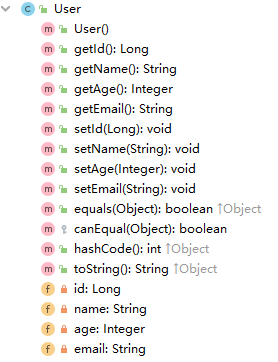 User
User()
getId(): Long
getName(): String
getAge(): Integer
getEmail(): String
setId(Long): void
setName(String): void
setAge(Integer): void
setEmail(String): void
equals(Object): boolean ↑Object
canEqual(Object): boolean
hashCode(): int ↑Object
toString(): String ↑Object
id: Long
name: String
age: Integer
email: String